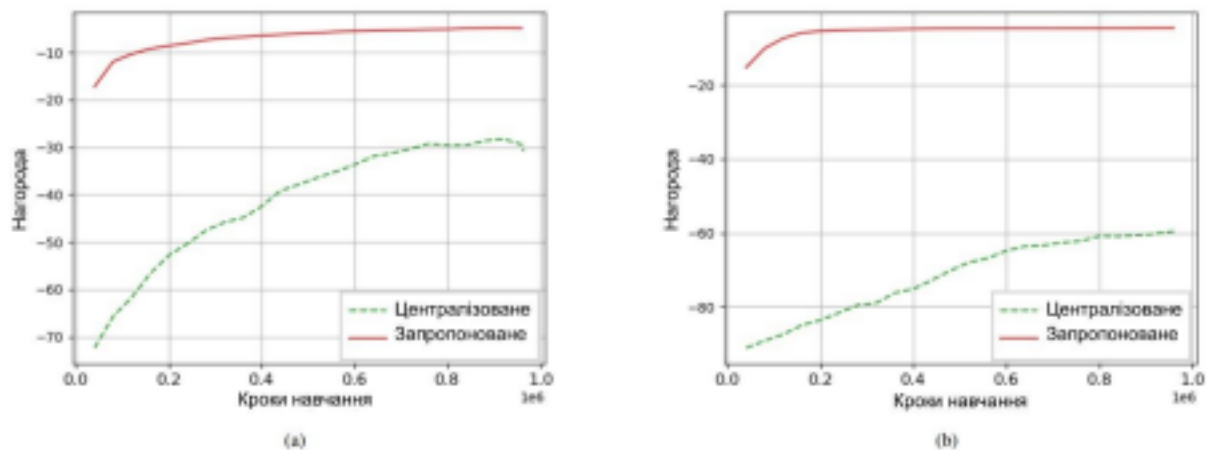 −10
−20
−30
−40
−50
−60
−70
Нагорода
Централізоване
Запропоноване
0.0 0.2 0.4 0.6 0.8 1.0
Кроки навчання
1e6
(a)
−20
−40
−60
−80
Нагорода
Централізоване
Запропоноване
0.0 0.2 0.4 0.6 0.8 1.0
Кроки навчання
1e6
(b)